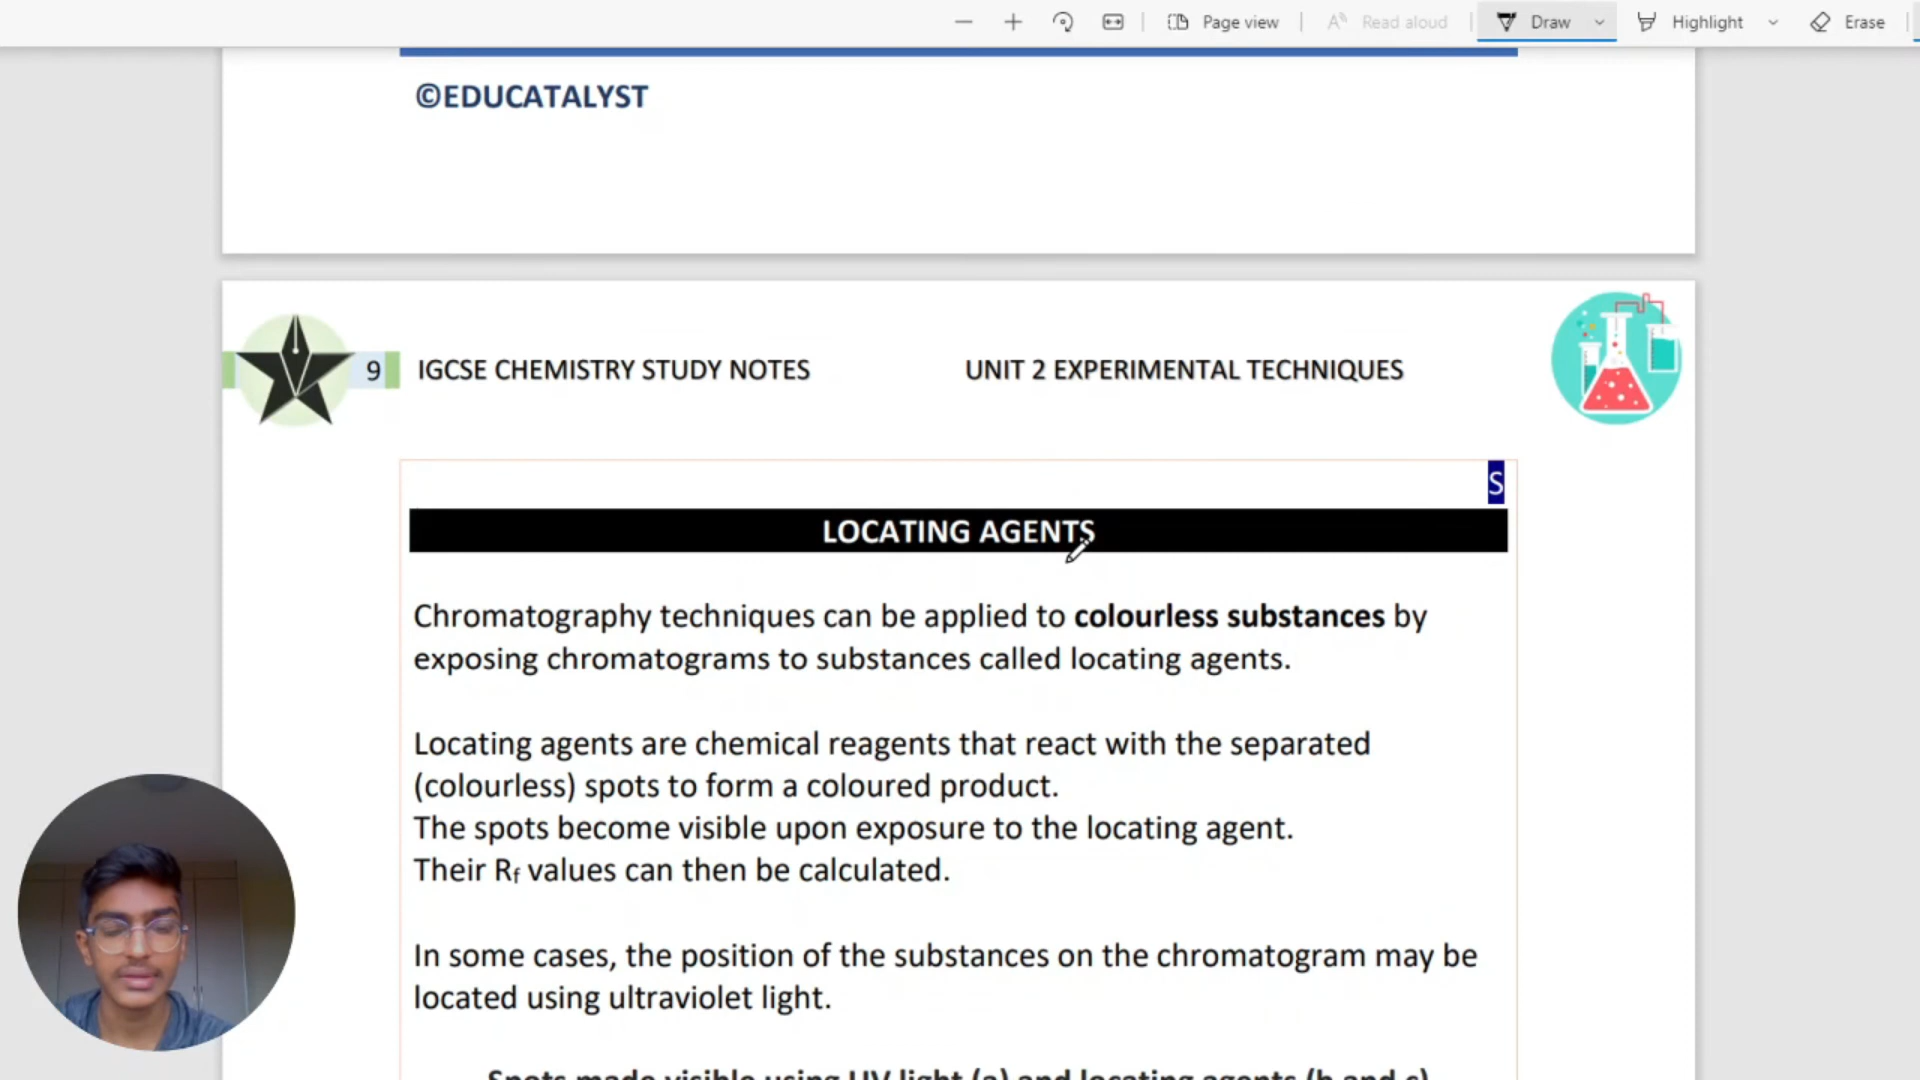 Page view
Read aloud
Draw
Highlight
Erase
©EDUCATALYST
9
IGCSE CHEMISTRY STUDY NOTES
UNIT 2 EXPERIMENTAL TECHNIQUES
S
LOCATING AGENTS
Chromatography techniques can be applied to colourless substances by
exposing chromatograms to substances called locating agents.
Locating agents are chemical reagents that react with the separated
(colourless) spots to form a coloured product.
The spots become visible upon exposure to the locating agent.
Their Rf values can then be calculated.
In some cases, the position of the substances on the chromatogram may be
located using ultraviolet light.
Spots made visible using UV light (a) and locating agents (b and c)